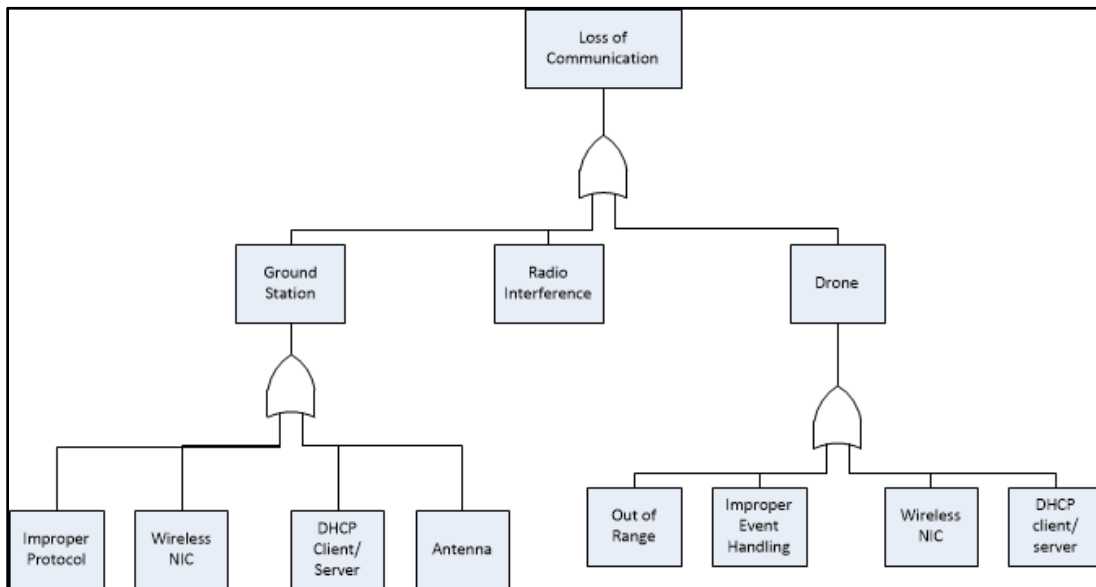 Loss of
Communication
Ground
Station
Radio
Interference
Drone
Improper
Protocol
Wireless
NIC
DHCP
Client/
Server
Antenna
Out of
Range
Improper
Event
Handling
Wireless
NIC
DHCP
client/
server